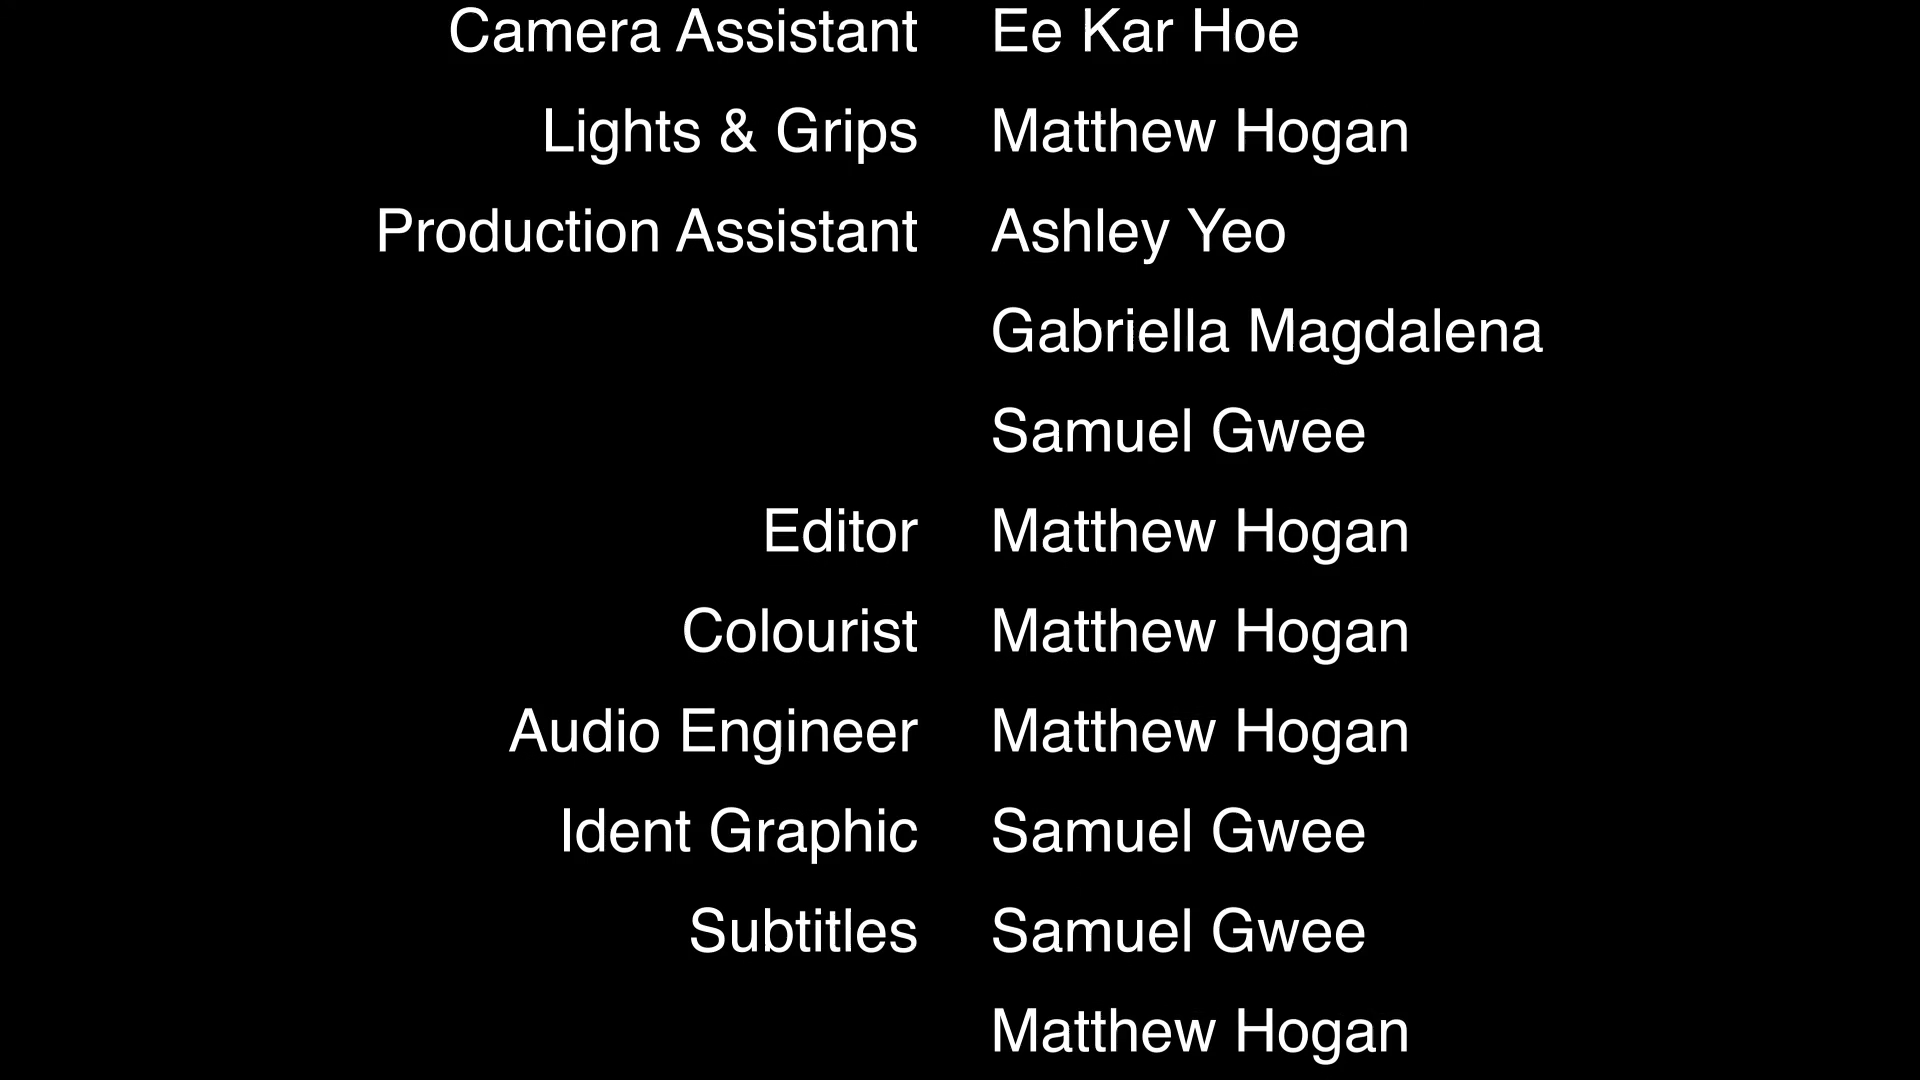 Camera Assistant Ee Kar Hoe
Lights & Grips Matthew Hogan
Production Assistant Ashley Yeo
Gabriella Magdalena
Samuel Gwee
Editor Matthew Hogan
Colourist Matthew Hogan
Audio Engineer Matthew Hogan
Ident Graphic Samuel Gwee
Subtitles Samuel Gwee
Matthew Hogan